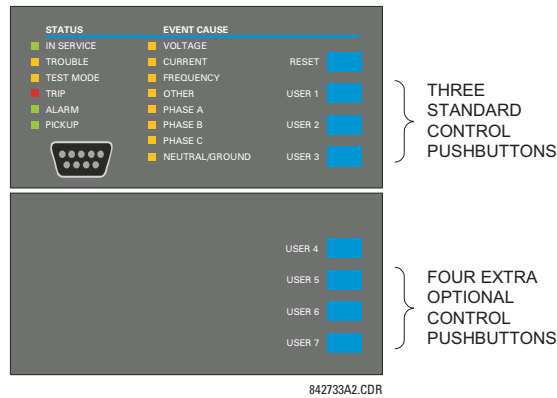 STATUS
IN SERVICE
TROUBLE
TEST MODE
TRIP
ALARM
PICKUP
EVENT CAUSE
VOLTAGE
CURRENT
FREQUENCY
OTHER
PHASE A
PHASE B
PHASE C
NEUTRAL/GROUND
RESET
USER 1
USER 2
USER 3
THREE
STANDARD
CONTROL
PUSHBUTTONS
USER 4
USER 5
USER 6
USER 7
FOUR EXTRA
OPTIONAL
CONTROL
PUSHBUTTONS
842733A2.CDR